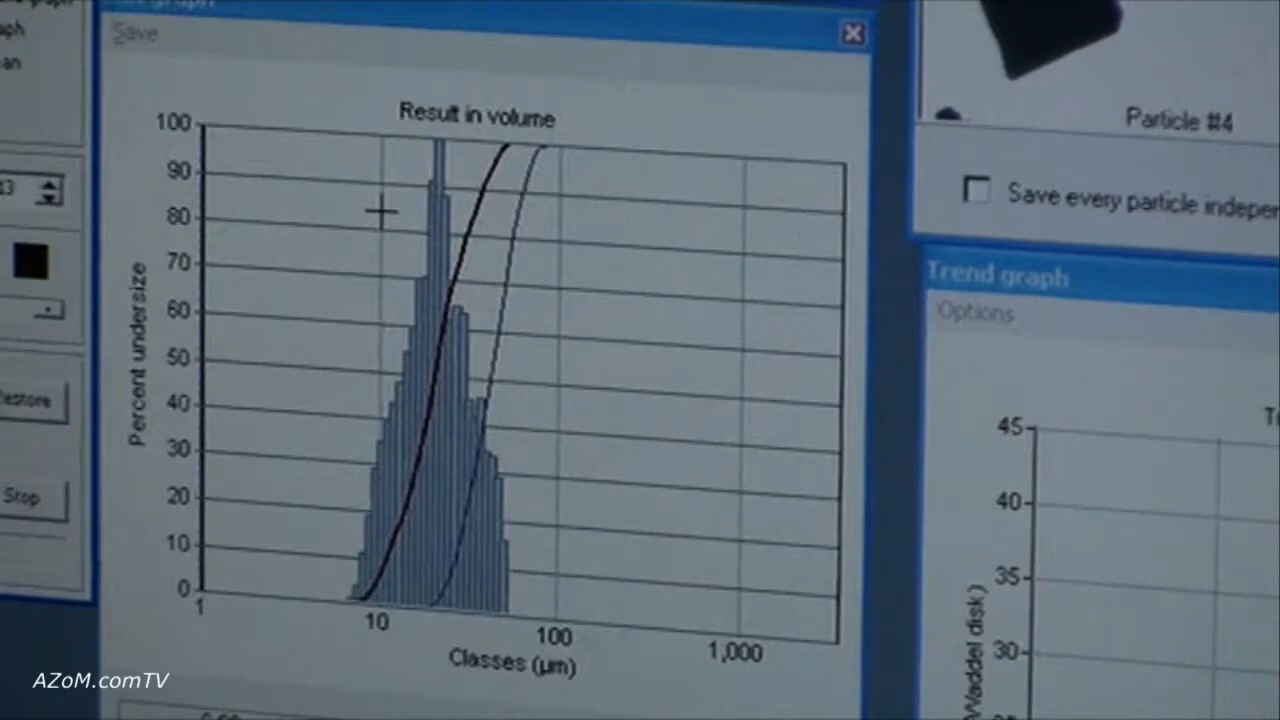 Save
Result in volume
100
90
80
70
60
50
40
30
20
10
0
Percent undersize
1
10
100
1,000
Classes (µm)
13
Stop
Particle #4
Save every particle
Trend graph
Options
45
40
35
30
Waddel disk)
AZoM.comTV